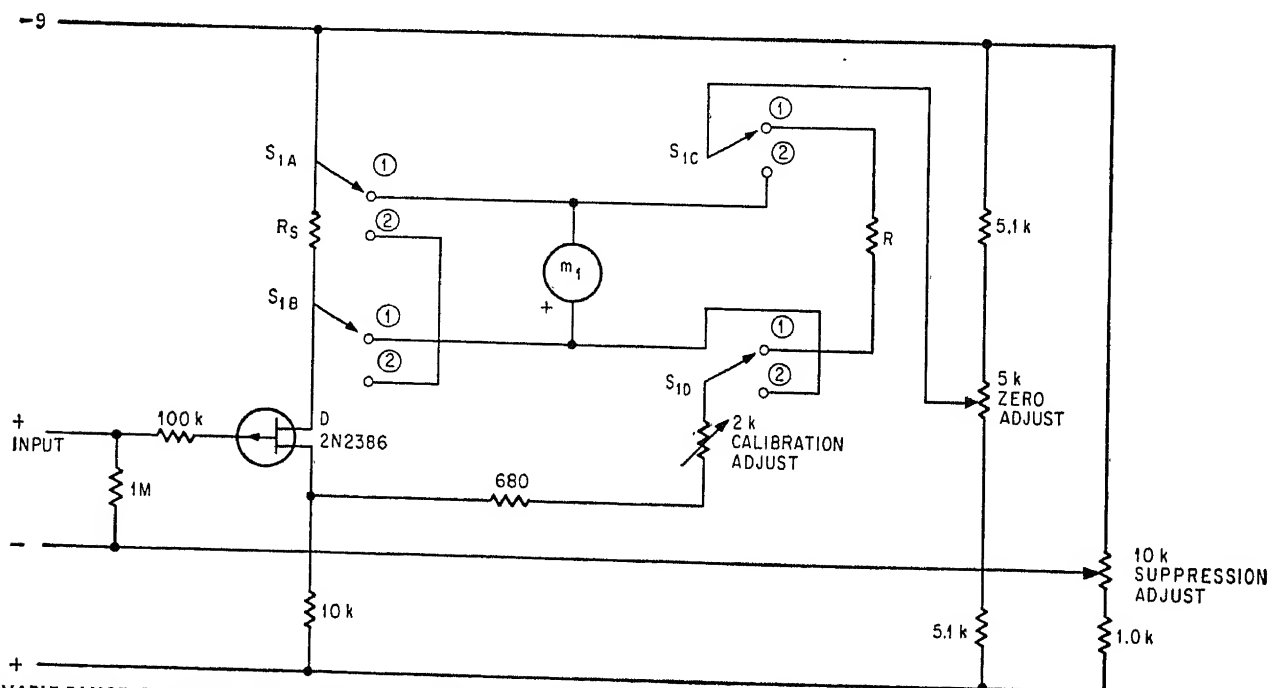 -9
S1A
①
②
RS
S1B
①
②
m1
+
S1C
①
②
R
5.1 k
S1D
①
②
5 k
ZERO
ADJUST
2 k
CALIBRATION
ADJUST
+
INPUT
100 k
D
2N2386
1M
680
-
10 k
SUPPRESSION
ADJUST
10 k
5.1 k
1.0 k
+